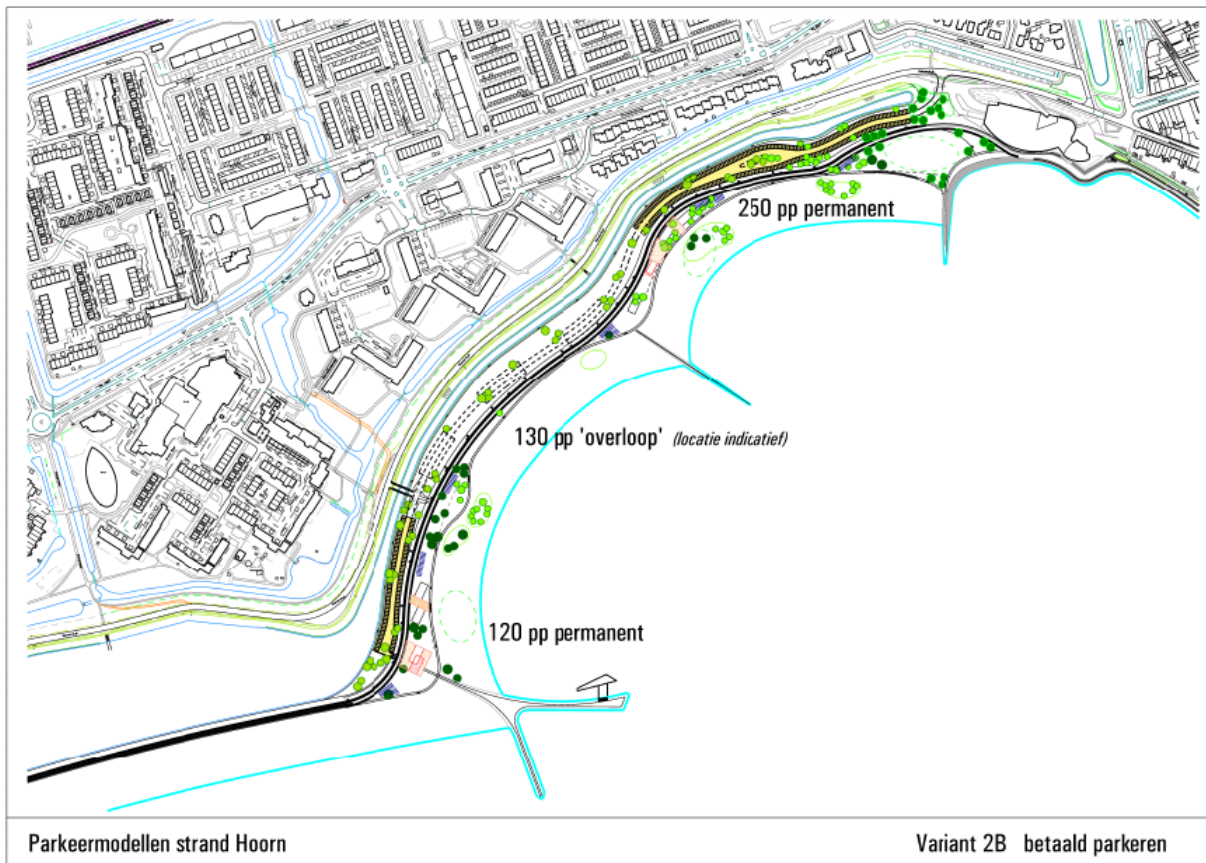 250 pp permanent
130 pp 'overloop' (locatie indicatief)
120 pp permanent
Parkeermodellen strand Hoorn
Variant 2B betaald parkeren